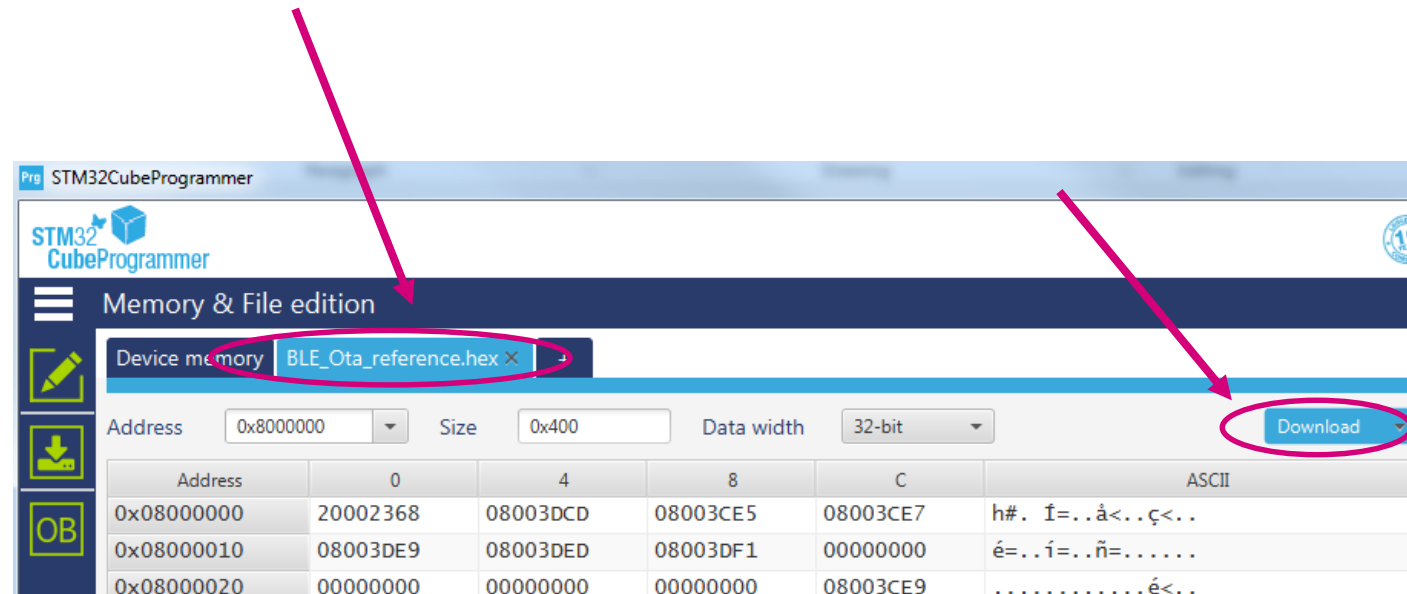 Prg STM32CubeProgrammer
STM32
CubeProgrammer
Memory & File edition
Device memory BLE_Ota_reference.hex × +
Address 0x8000000 Size 0x400 Data width 32-bit Download
Address 0 4 8 C ASCII
0x08000000 20002368 08003DCD 08003CE5 08003CE7 h#. Í=..å<..ç<..
OB
0x08000010 08003DE9 08003DED 08003DF1 00000000 é=..í=..ñ=......
0x08000020 00000000 00000000 00000000 08003CE9 ............é<..